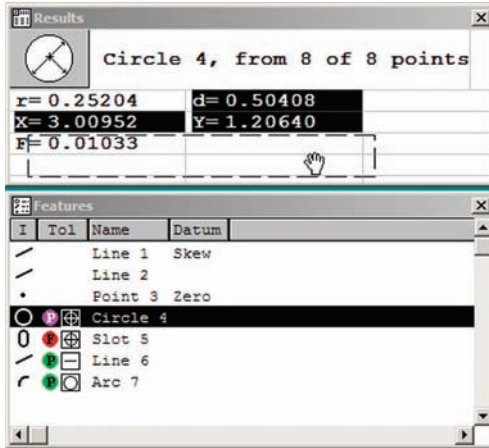 Results
Circle 4, from 8 of 8 points
r= 0.25204 d= 0.50408
X= 3.00952 Y= 1.20640
F= 0.01033
Features
I Tol Name Datum
Line 1 Skew
Line 2
Point 3 Zero
P Circle 4
F Slot 5
P Line 6
P Arc 7